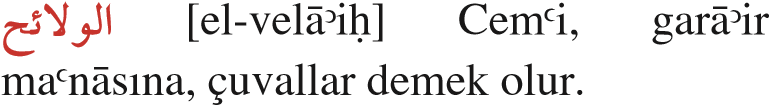 الولائح [el-velāʾiḥ] Cemʿi, garāʾir
maʿnāsına, çuvallar demek olur.